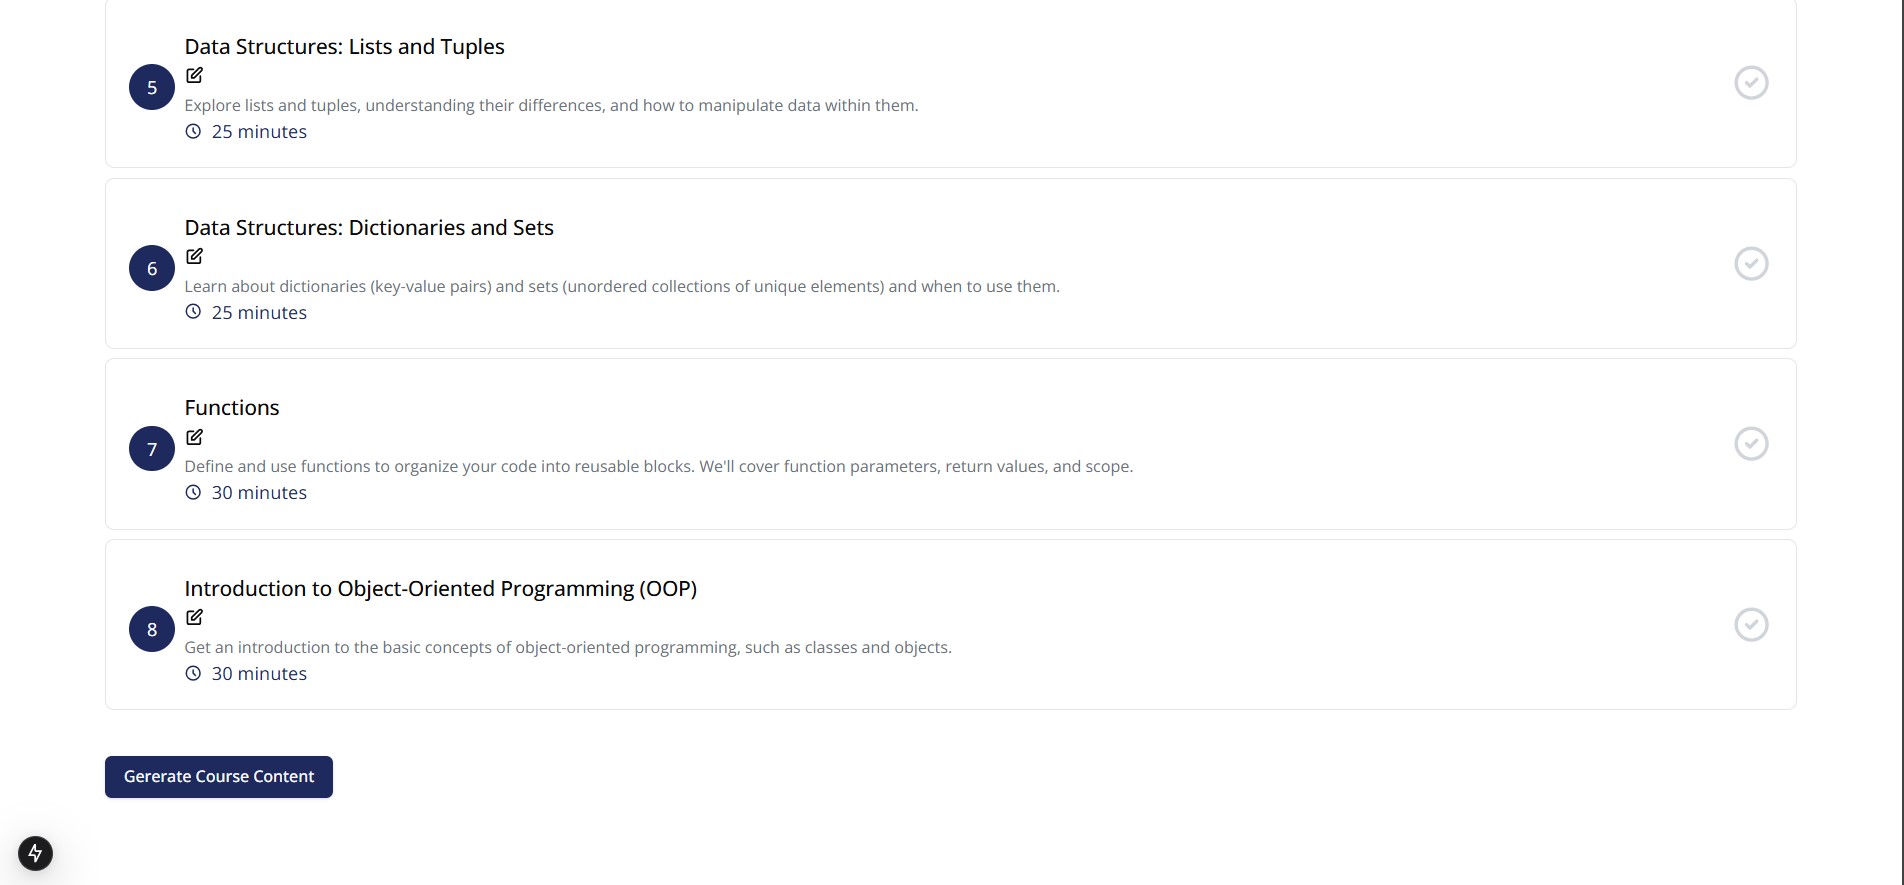 Data Structures: Lists and Tuples
5
Explore lists and tuples, understanding their differences, and how to manipulate data within them.
25 minutes
Data Structures: Dictionaries and Sets
6
Learn about dictionaries (key-value pairs) and sets (unordered collections of unique elements) and when to use them.
25 minutes
Functions
7
Define and use functions to organize your code into reusable blocks. We'll cover function parameters, return values, and scope.
30 minutes
Introduction to Object-Oriented Programming (OOP)
8
Get an introduction to the basic concepts of object-oriented programming, such as classes and objects.
30 minutes
Gererate Course Content